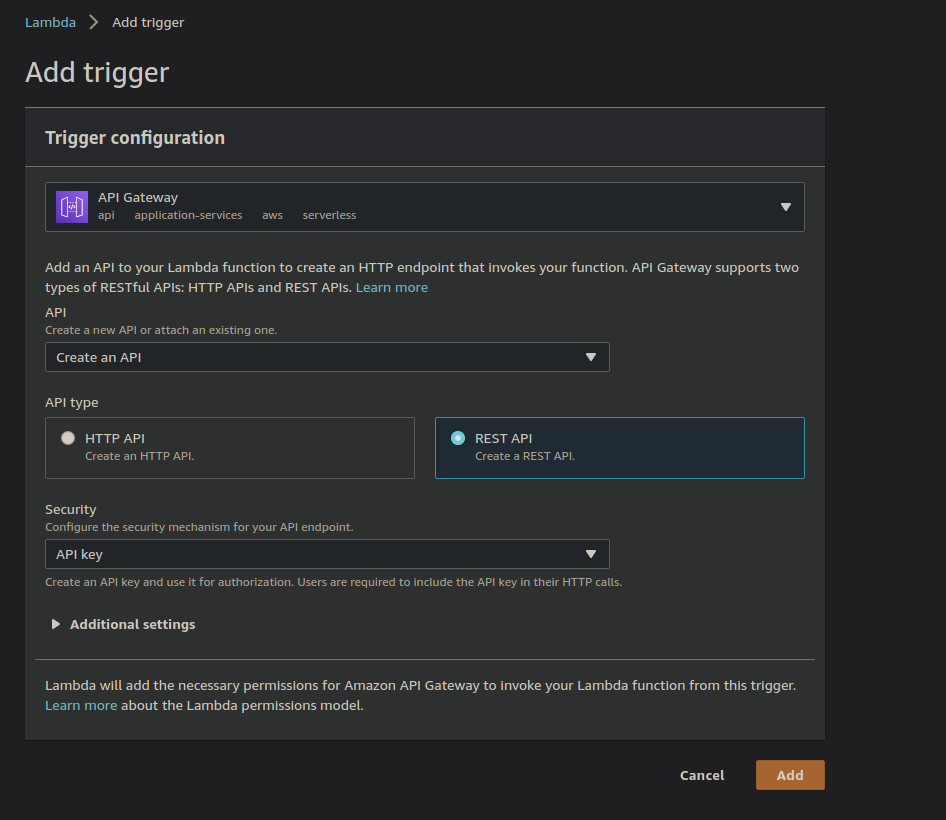 Lambda Add trigger
Add trigger
Trigger configuration
API Gateway
api application-services aws serverless
Add an API to your Lambda function to create an HTTP endpoint that invokes your function. API Gateway supports two
types of RESTful APIs: HTTP APIs and REST APIs. Learn more
API
Create a new API or attach an existing one.
Create an API
API type
HTTP API
Create an HTTP API.
REST API
Create a REST API.
Security
Configure the security mechanism for your API endpoint.
API key
Create an API key and use it for authorization. Users are required to include the API key in their HTTP calls.
Additional settings
Lambda will add the necessary permissions for Amazon API Gateway to invoke your Lambda function from this trigger.
Learn more about the Lambda permissions model.
Cancel Add